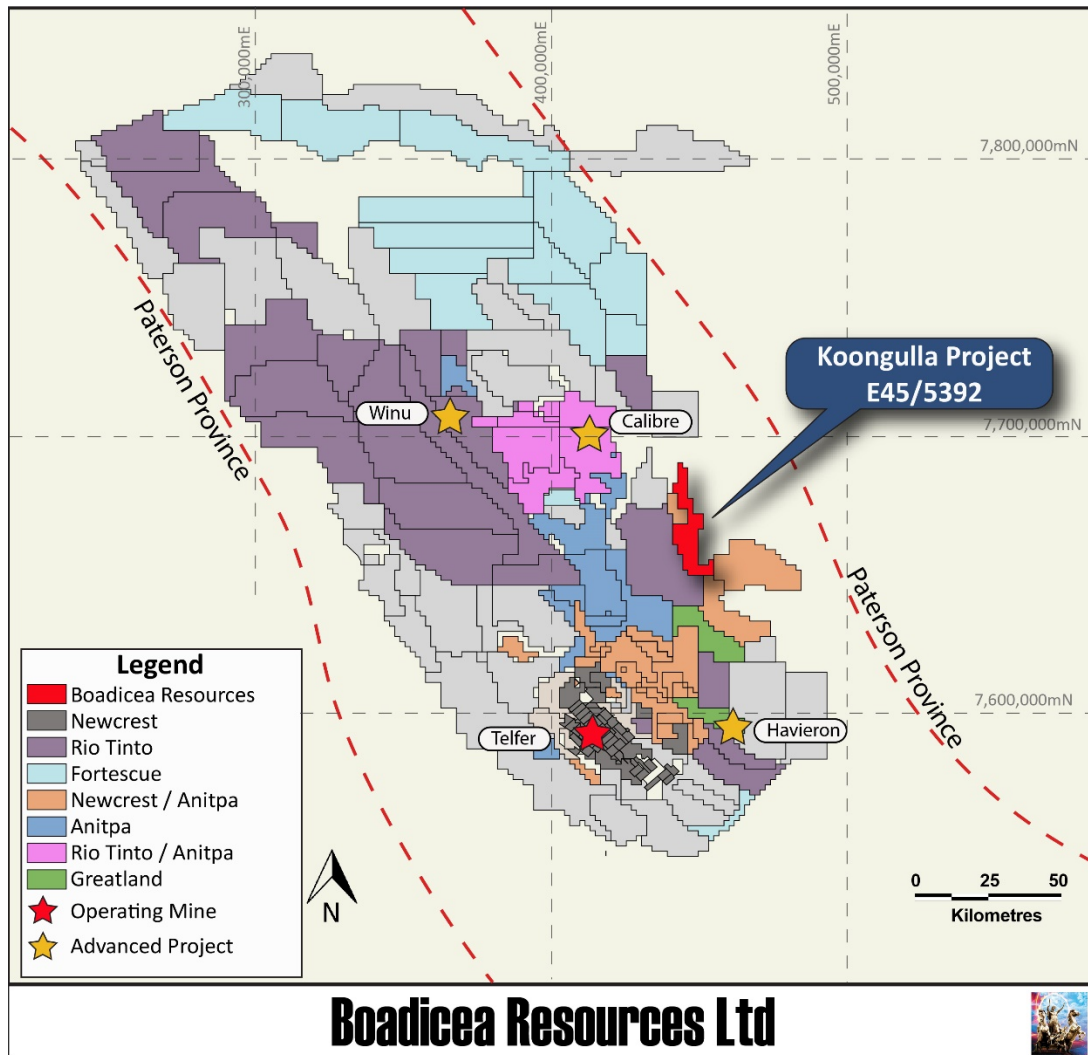 300,000mE
400,000mE
500,000mE
7,800,000mN
Paterson Province
Koongulla Project
E45/5392
Winu
Calibre
7,700,000mN
Paterson Province
7,600,000mN
Telfer
Havieron
Legend
Boadicea Resources
Newcrest
Rio Tinto
Fortescue
Newcrest / Anitpa
Anitpa
Rio Tinto / Anitpa
Greatland
Operating Mine
Advanced Project
N
0 25 50
Kilometres
Boadicea Resources Ltd